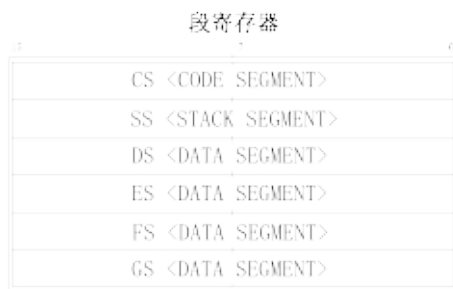 段寄存器
CS <CODE SEGMENT>
SS <STACK SEGMENT>
DS <DATA SEGMENT>
ES <DATA SEGMENT>
FS <DATA SEGMENT>
GS <DATA SEGMENT>